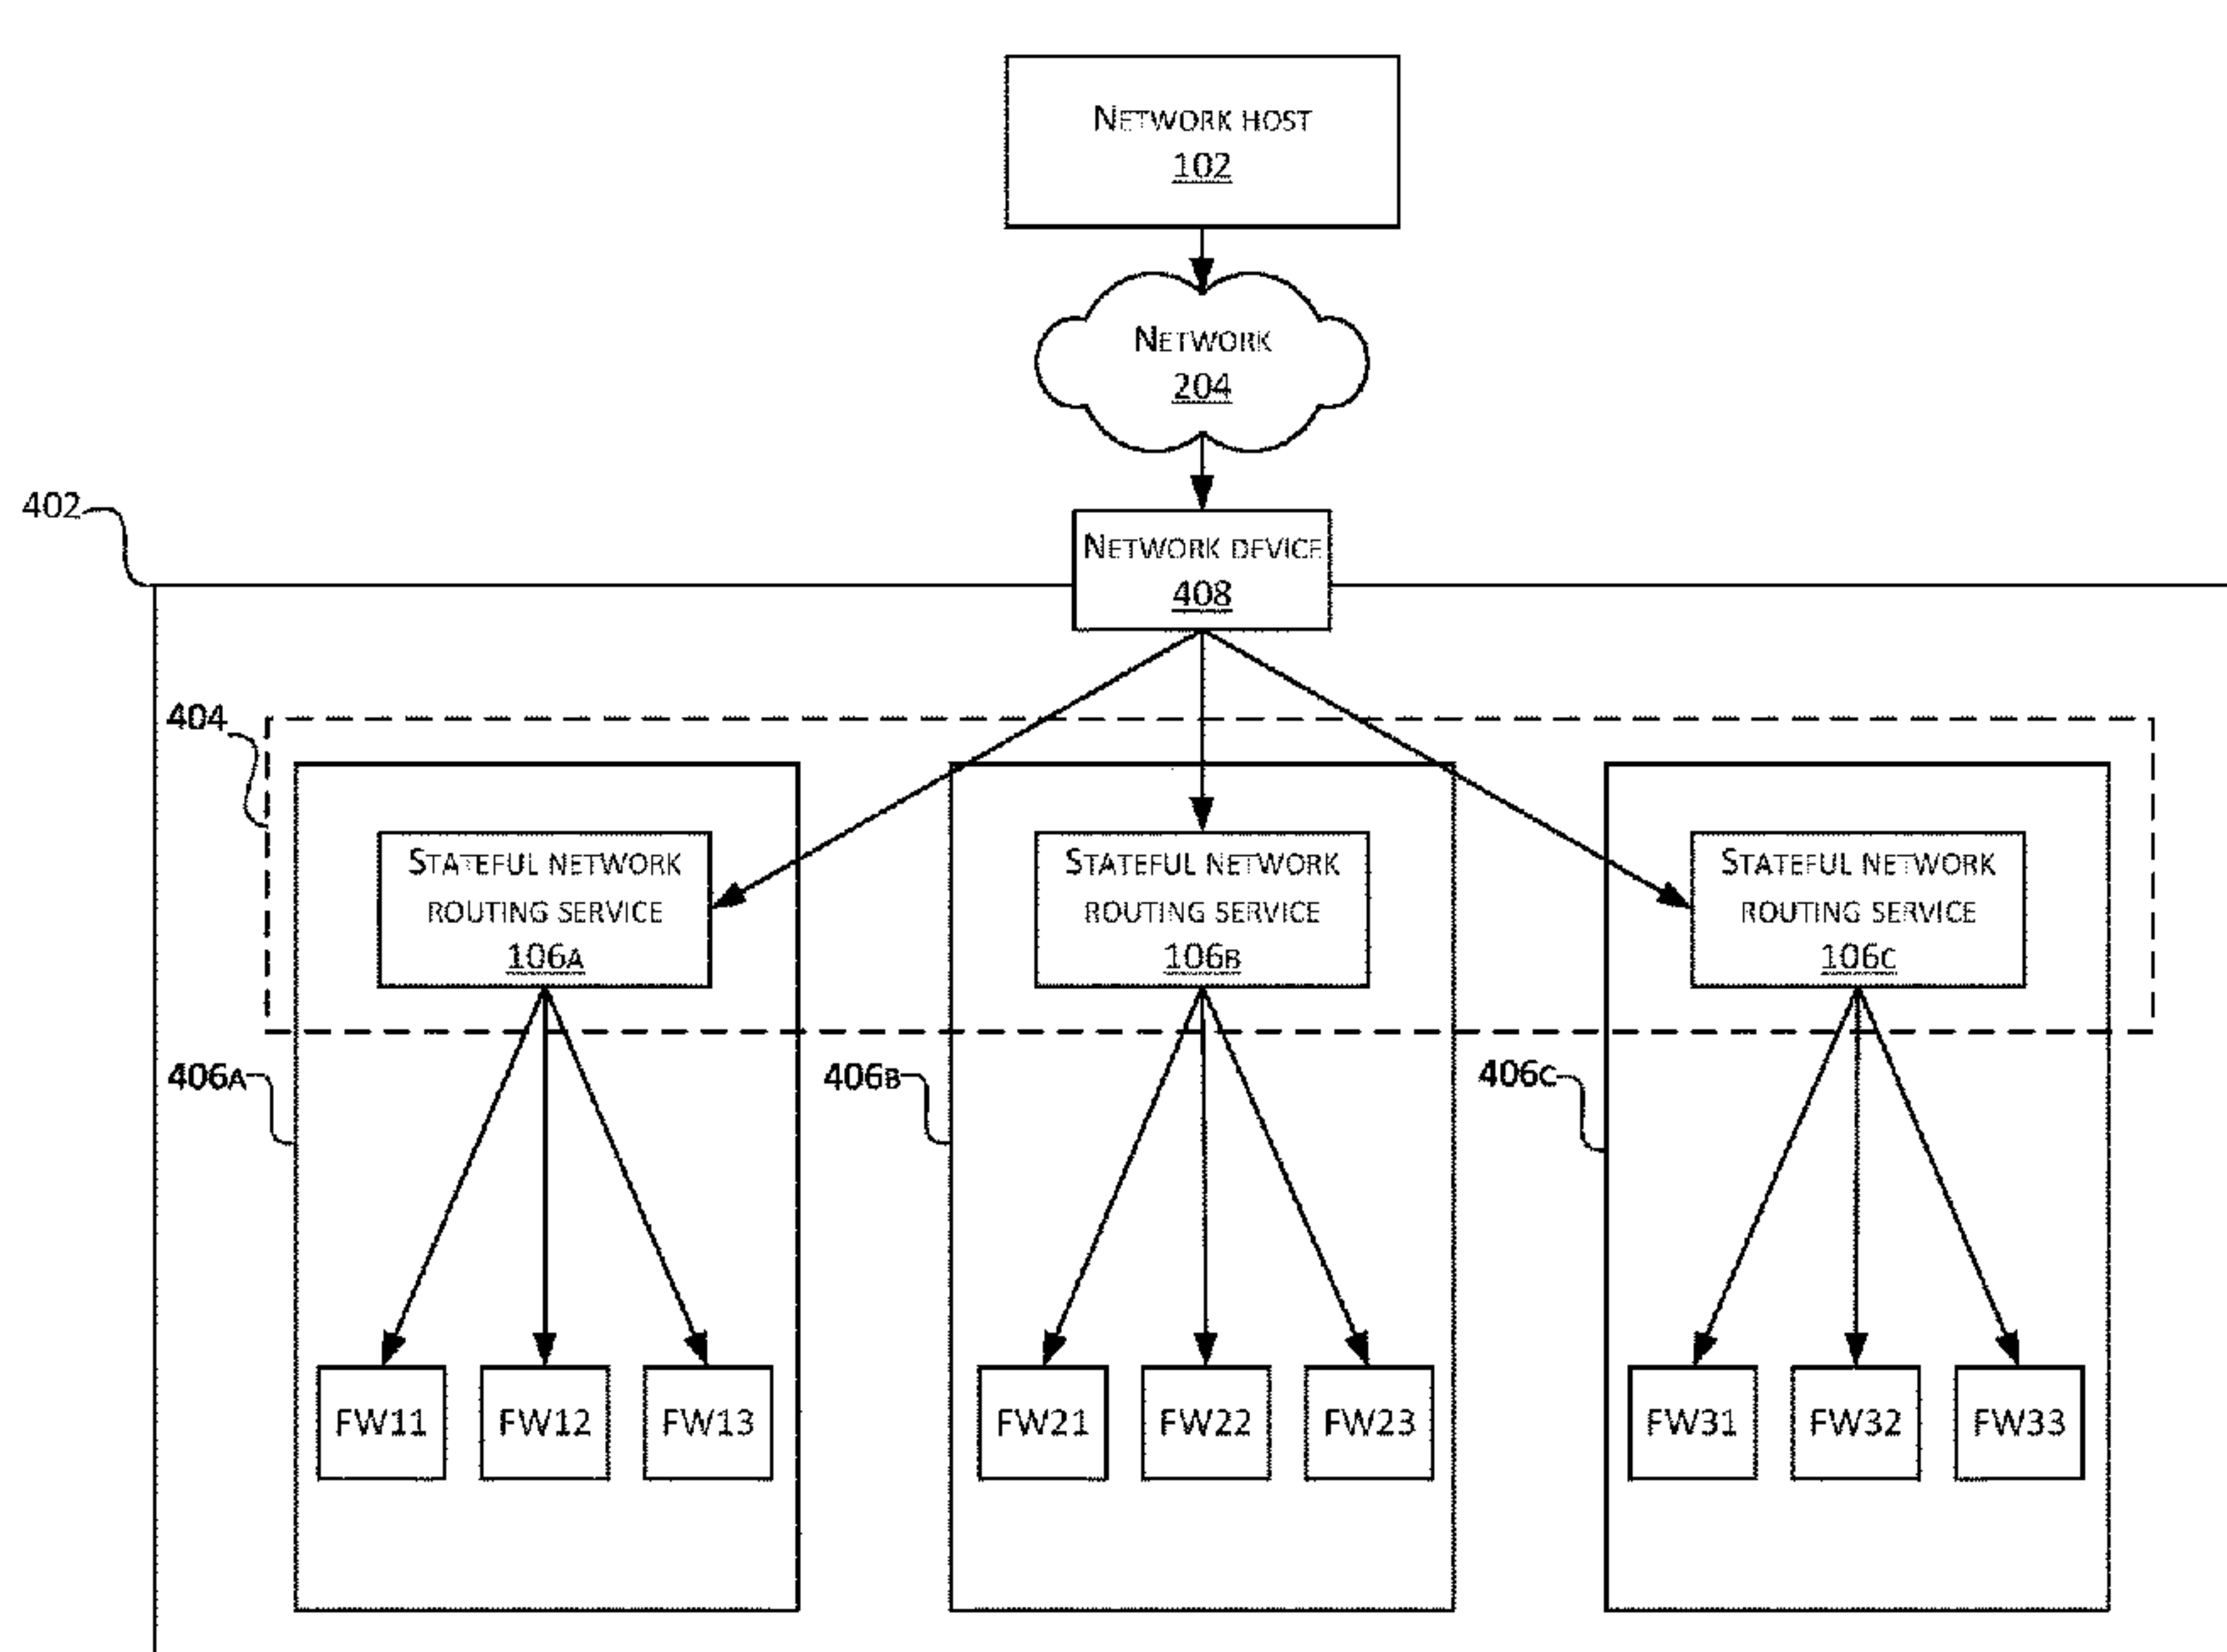 NETWORK HOST
102
NETWORK
204
402
NETWORK DEVICE
408
404
STATEFUL NETWORK
ROUTING SERVICE
106A
STATEFUL NETWORK
ROUTING SERVICE
106B
STATEFUL NETWORK
ROUTING SERVICE
106C
406A
406B
406C
FW11
FW12
FW13
FW21
FW22
FW23
FW31
FW32
FW33